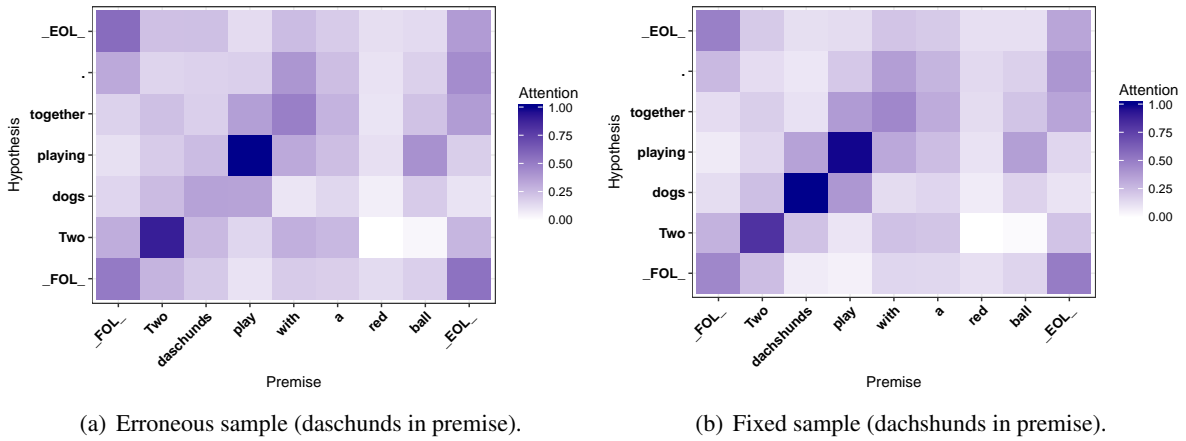 _EOL_
.
together
playing
dogs
Two
_FOL_
Hypothesis
_FOL_
Two
daschunds
play
with
a
red
ball
_EOL_
Premise
Attention
1.00
0.75
0.50
0.25
0.00
(a) Erroneous sample (daschunds in premise).
_EOL_
.
together
playing
dogs
Two
_FOL_
Hypothesis
_FOL_
Two
dachshunds
play
with
a
red
ball
_EOL_
Premise
Attention
1.00
0.75
0.50
0.25
0.00
(b) Fixed sample (dachshunds in premise).